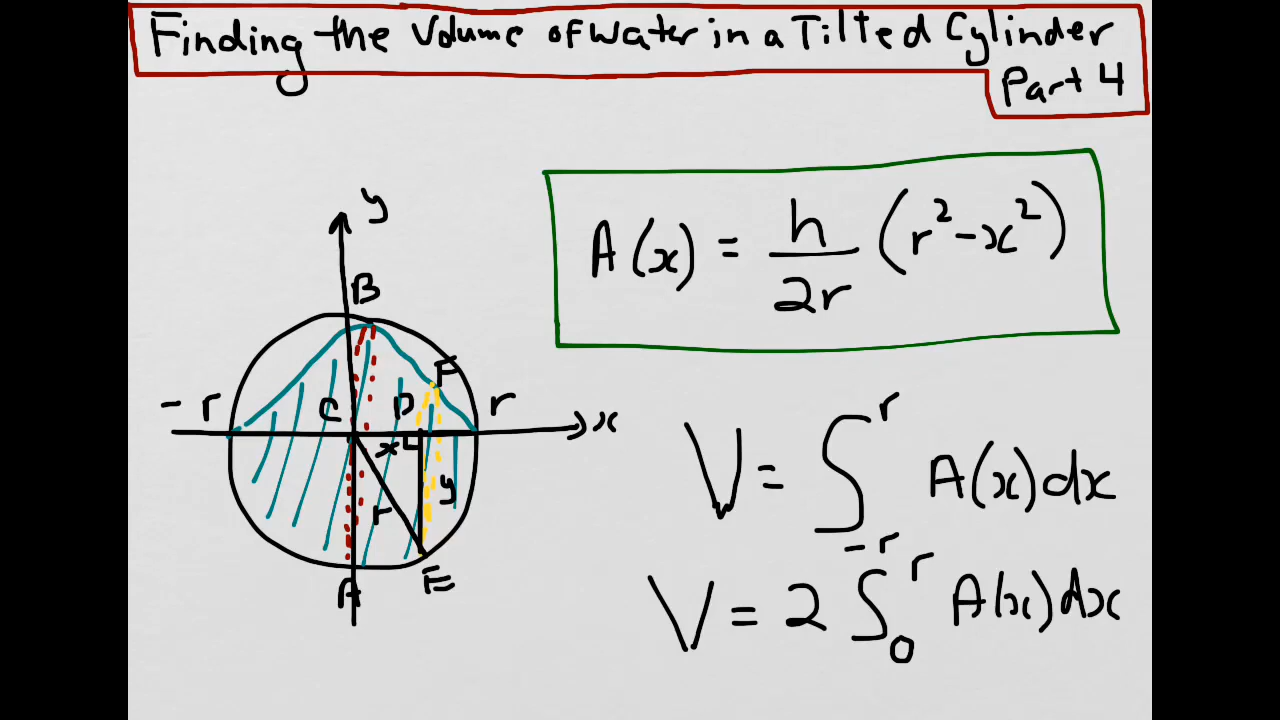 Finding the Volume of Water in a Tilted Cylinder
Part 4
y
B
A(x) = h/2r (r² - x²)
F
- r
C
D
r
x
x
y
r
V = ∫_{-r}^{r} A(x) dx
A
E
V = 2 ∫_{0}^{r} A(x) dx